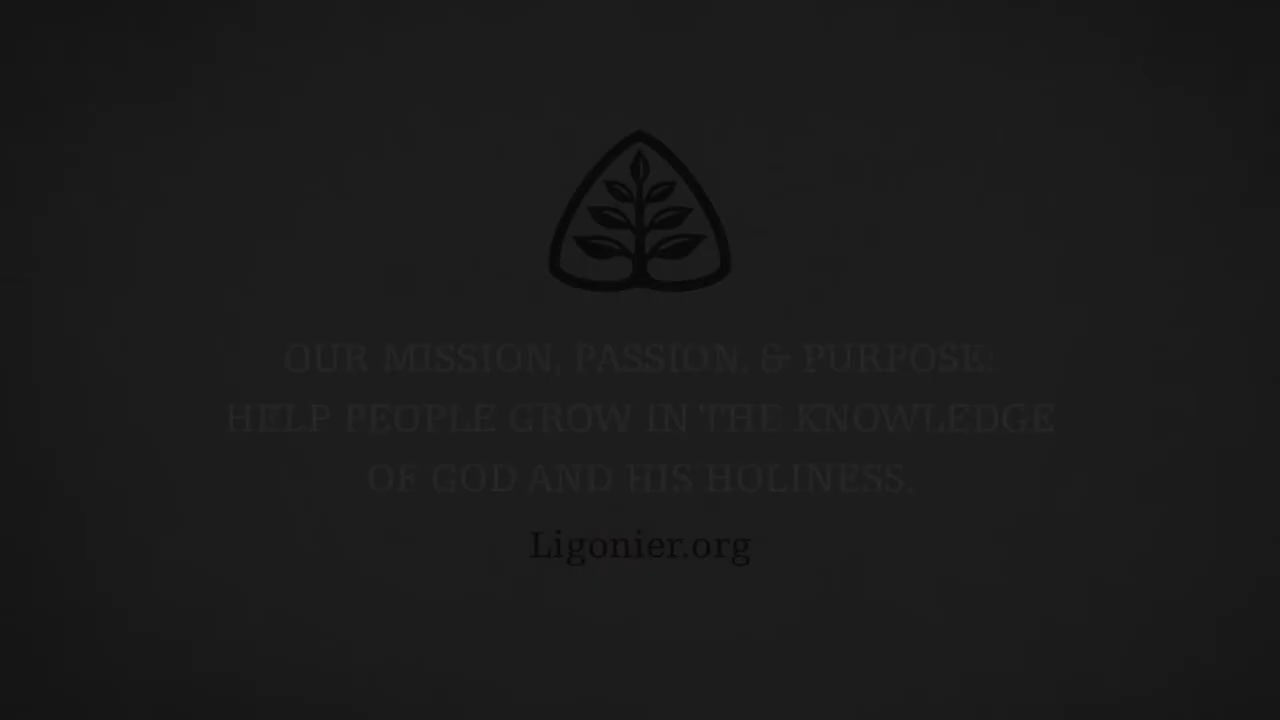 OUR MISSION, PASSION, & PURPOSE:
HELP PEOPLE GROW IN THE KNOWLEDGE
OF GOD AND HIS HOLINESS.
Ligonier.org